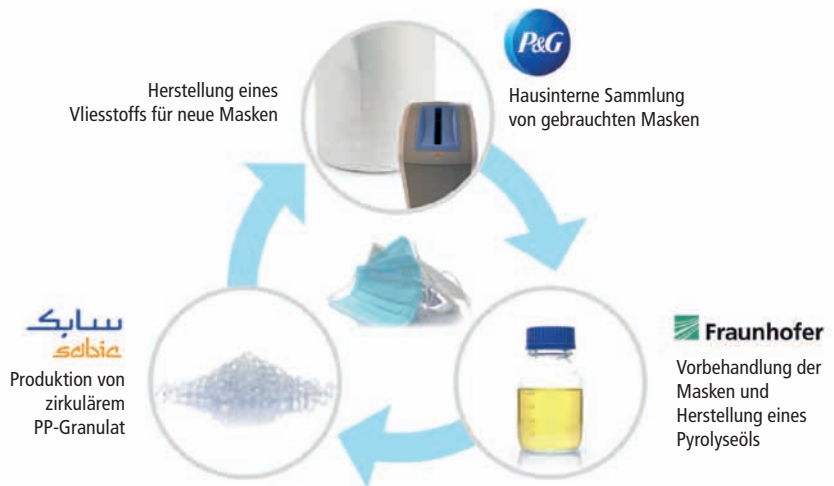 P&G
Herstellung eines
Vliesstoffs für neue Masken
Hausinterne Sammlung
von gebrauchten Masken
سابك
sabic
Produktion von
zirkulärem
PP-Granulat
Fraunhofer
Vorbehandlung der
Masken und
Herstellung eines
Pyrolyseöls